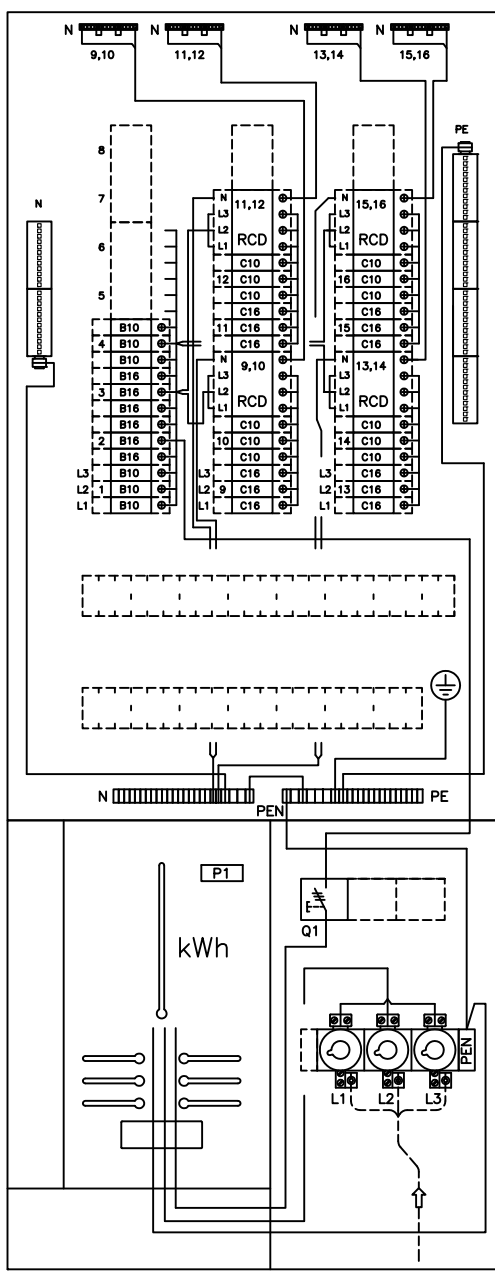 N N N N
9,10 11,12 13,14 15,16
PE
8
7
N
N 11,12 N 15,16
L3 L3
L2 RCD L2 RCD
6 L1 L1
C10 C10
12 C10 16 C10
5 C10 C10
C16 C16
B10 11 C16 15 C16
4 B10 C16 C16
B10 N 9,10 N 13,14
B16 L3 L3
3 B16 L2 RCD L2 RCD
B16 L1 L1
B16 C10 C10
2 B16 10 C10 14 C10
B16 C10 C10
L3 B10 L3 C16 L3 C16
L2 1 B10 L2 9 C16 L2 13 C16
L1 B10 L1 C16 L1 C16
N PEN PE
P1
kWh
Q1
PEN
L1 L2 L3